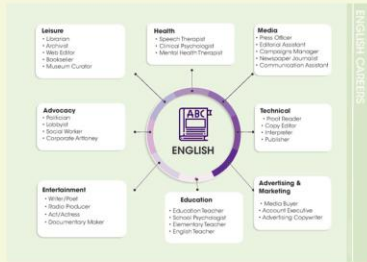 ENGLISH CAREERS
Leisure
• Librarian
• Archivist
• Web Editor
• Bookseller
• Museum Curator
Health
• Speech Therapist
• Clinical Psychologist
• Mental Health Therapist
Media
• Press Officer
• Editorial Assistant
• Campaigns Manager
• Newspaper Journalist
• Communication Assistant
Advocacy
• Politician
• Lobbyist
• Social Worker
• Corporate Attorney
ABC
ENGLISH
Technical
• Proof Reader
• Copy Editor
• Interpreter
• Publisher
Entertainment
• Writer/Poet
• Radio Producer
• Act/Actress
• Documentary Maker
Education
• Education Teacher
• School Psychologist
• Elementary Teacher
• English Teacher
Advertising &
Marketing
• Media Buyer
• Account Executive
• Advertising Copywriter